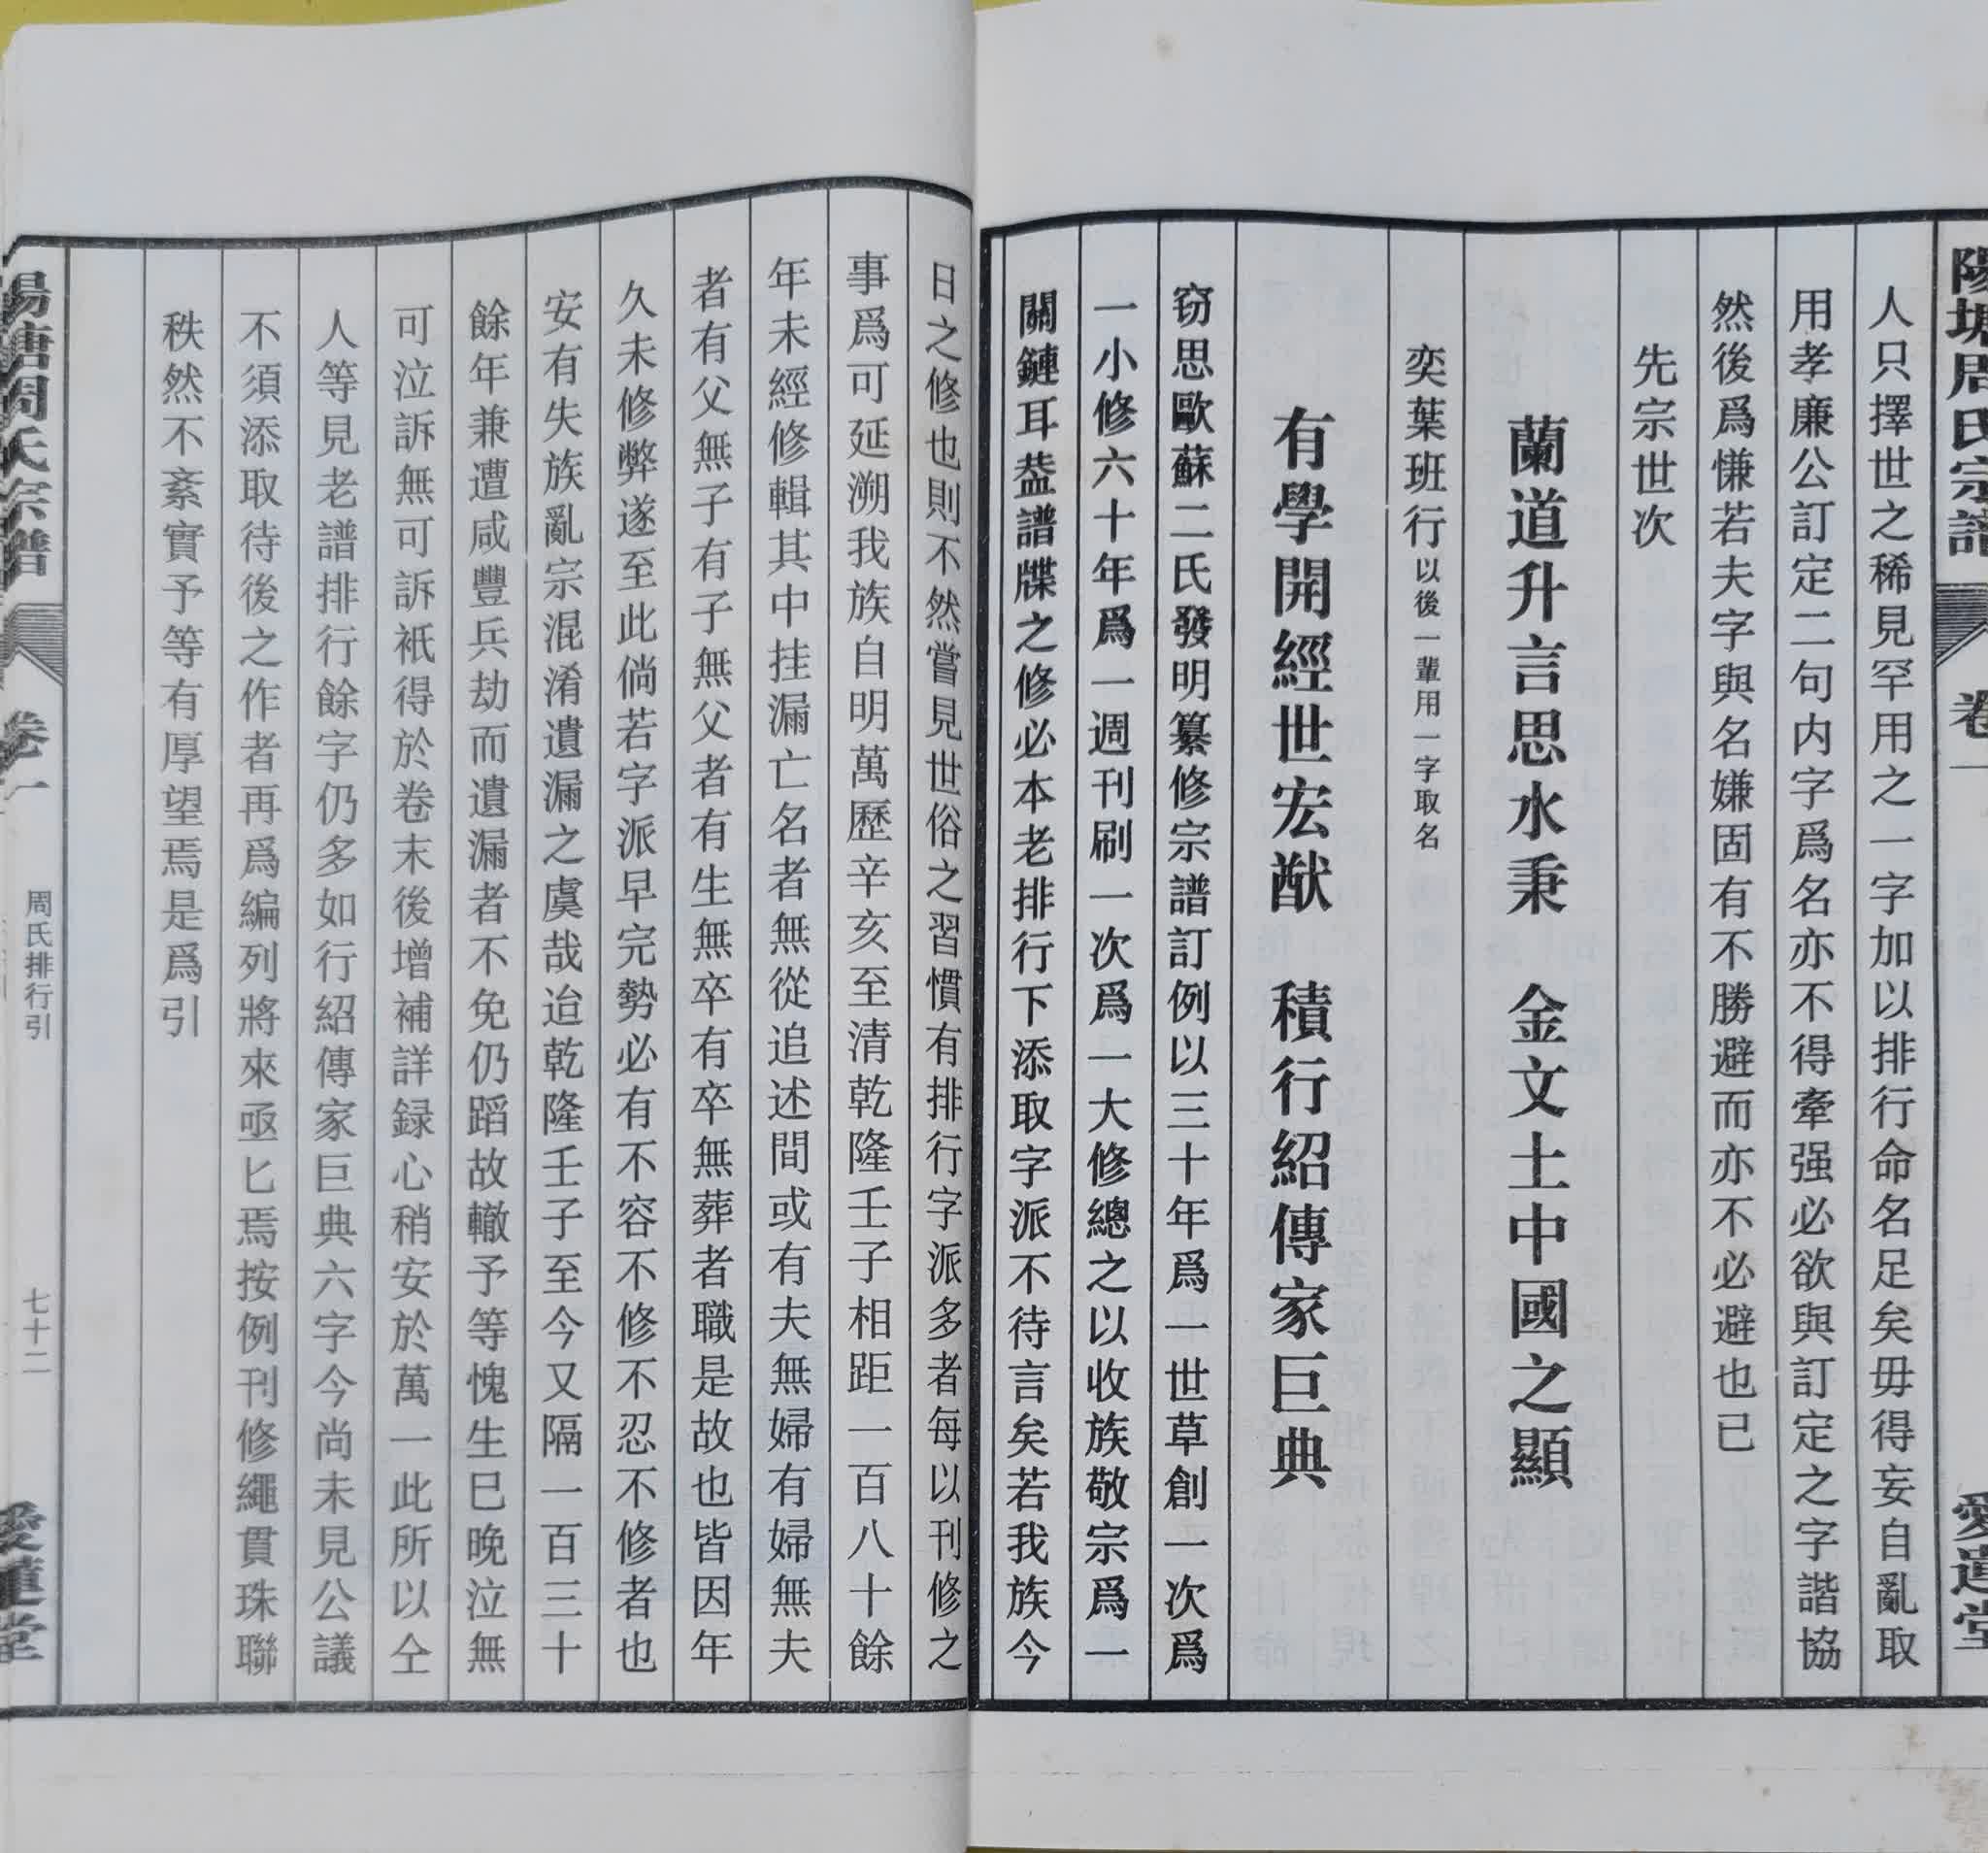 陽塘周氏宗譜
卷一
愛蓮堂
人只擇世之稀見罕用之一字加以排行命名足矣毋得妄自亂取
用孝廉公訂定二句内字爲名亦不得牽强必欲與訂定之字諧協
然後爲慊若夫字與名嫌固有不勝避而亦不必避也已
先宗世次
蘭道升言思水秉 金文士中國之顯
奕葉班行以後一輩用一字取名
有學開經世宏猷 積行紹傳家巨典
窃思歐蘇二氏發明纂修宗譜訂例以三十年爲一世草創一次爲
一小修六十年爲一週刊刷一次爲一大修總之以收族敬宗爲一
關鏈耳葢譜牒之修必本老排行下添取字派不待言矣若我族今
日之修也則不然嘗見世俗之習慣有排行字派多者每以刊修之
事爲可延溯我族自明萬歷辛亥至清乾隆壬子相距一百八十餘
年未經修輯其中挂漏亡名者無從追述間或有夫無婦有婦無夫
者有父無子有子無父者有生無卒有卒無葬者職是故也皆因年
久未修弊遂至此倘若字派早完勢必有不容不修不忍不修者也
安有失族亂宗混淆遺漏之虞哉迨乾隆壬子至今又隔一百三十
餘年兼遭咸豐兵劫而遺漏者不免仍蹈故轍予等愧生巳晚泣無
可泣訴無可訴衹得於卷末後增補詳録心稍安於萬一此所以仝
人等見老譜排行餘字仍多如行紹傳家巨典六字今尚未見公議
不須添取待後之作者再爲編列將來亟匕焉按例刊修繩貫珠聯
秩然不紊實予等有厚望焉是爲引
陽塘周氏宗譜
卷一
周氏排行引
七十二
愛蓮堂